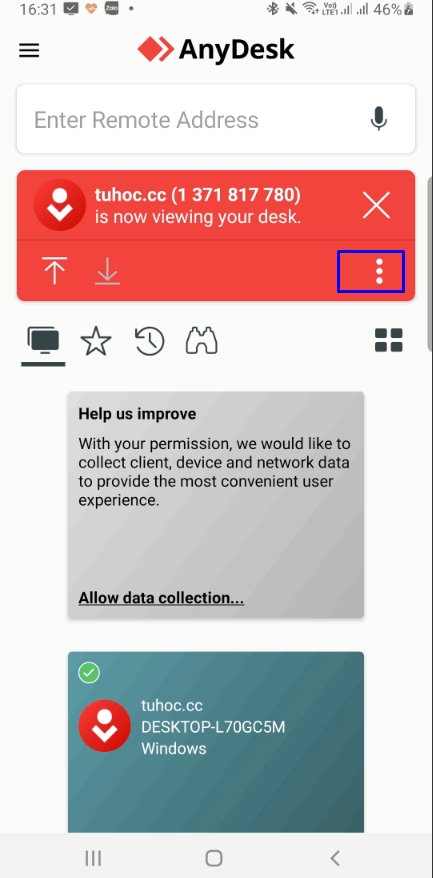 16:31 Zalo Vo) LTE1 46%
AnyDesk
Enter Remote Address
tuhoc.cc (1 371 817 780)
is now viewing your desk.
Help us improve
With your permission, we would like to
collect client, device and network data
to provide the most convenient user
experience.
Allow data collection...
tuhoc.cc
DESKTOP-L70GC5M
Windows